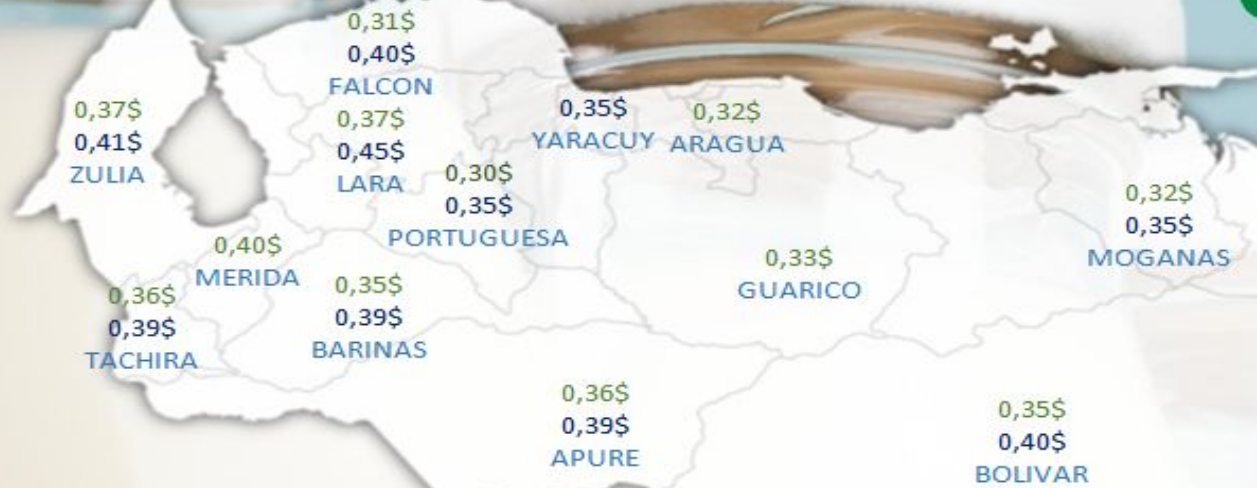 0,31$
0,40$
FALCON
0,37$
0,41$
ZULIA
0,37$
0,45$
LARA
0,35$
YARACUY
0,32$
ARAGUA
0,30$
0,35$
PORTUGUESA
0,32$
0,35$
MOGANAS
0,40$
MERIDA
0,33$
GUARICO
0,36$
0,39$
TACHIRA
0,35$
0,39$
BARINAS
0,36$
0,39$
APURE
0,35$
0,40$
BOLIVAR